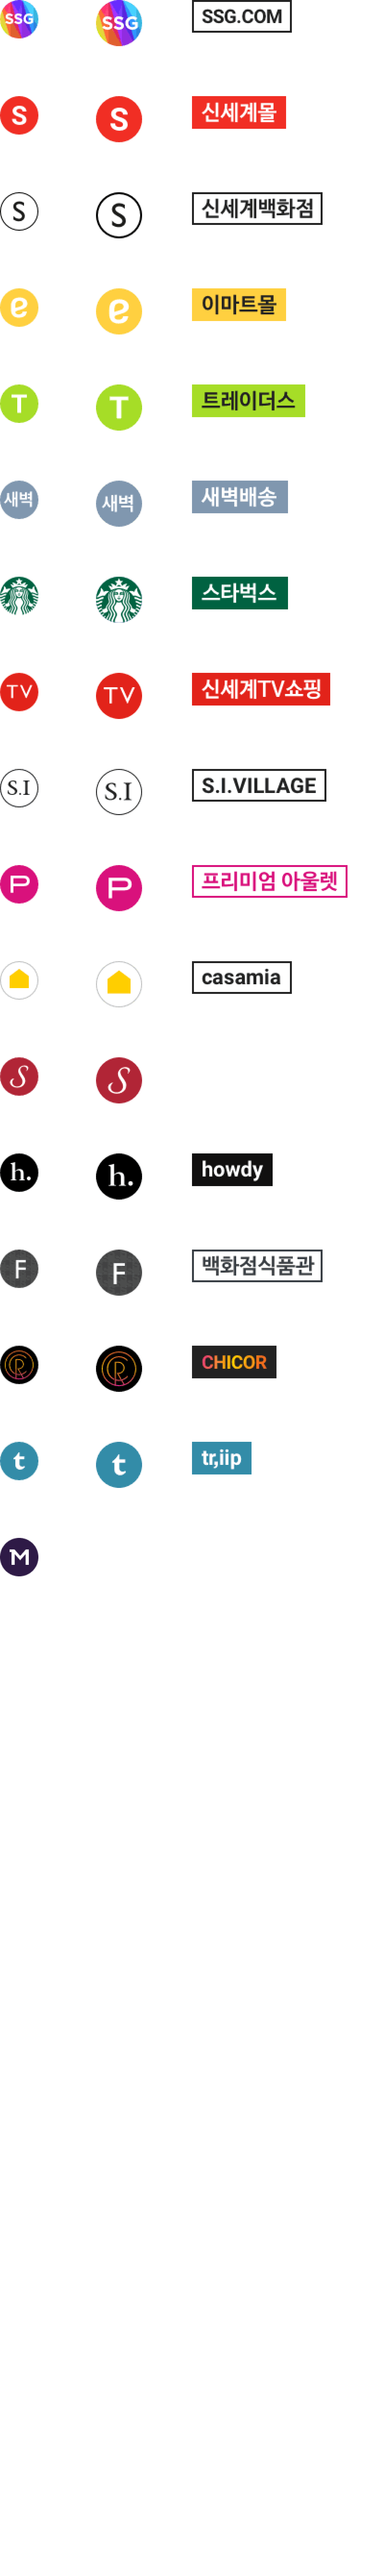 SSG SSG SSG.COM
S S 신세계몰
S S 신세계백화점
e e 이마트몰
T T 트레이더스
새벽 새벽 새벽배송
스타벅스
TV TV 신세계TV쇼핑
S.I S.I S.I.VILLAGE
P P 프리미엄 아울렛
casamia
S S
h. h. howdy
F F 백화점식품관
CR CR CHICOR
t t tr,iip
M